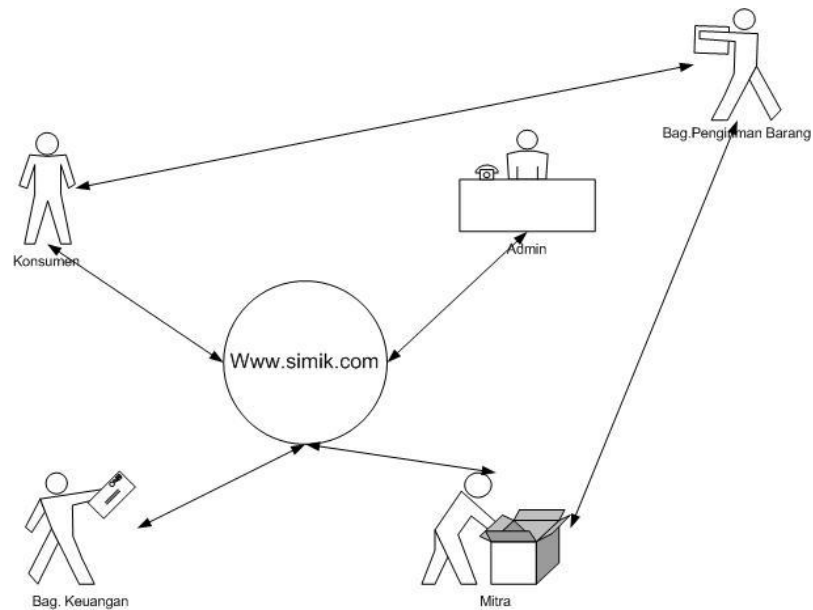 Bag.Pengiriman Barang
Admin
Konsumen
Www.simik.com
Bag. Keuangan
Mitra